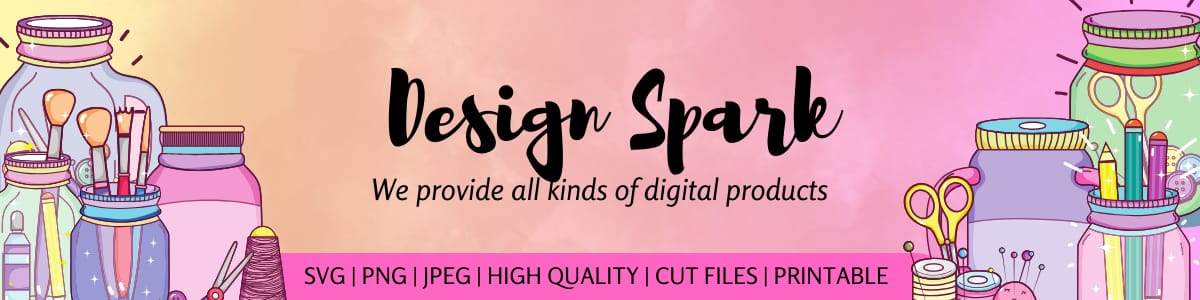 Design Spark
We provide all kinds of digital products
SVG | PNG | JPEG | HIGH QUALITY | CUT FILES | PRINTABLE